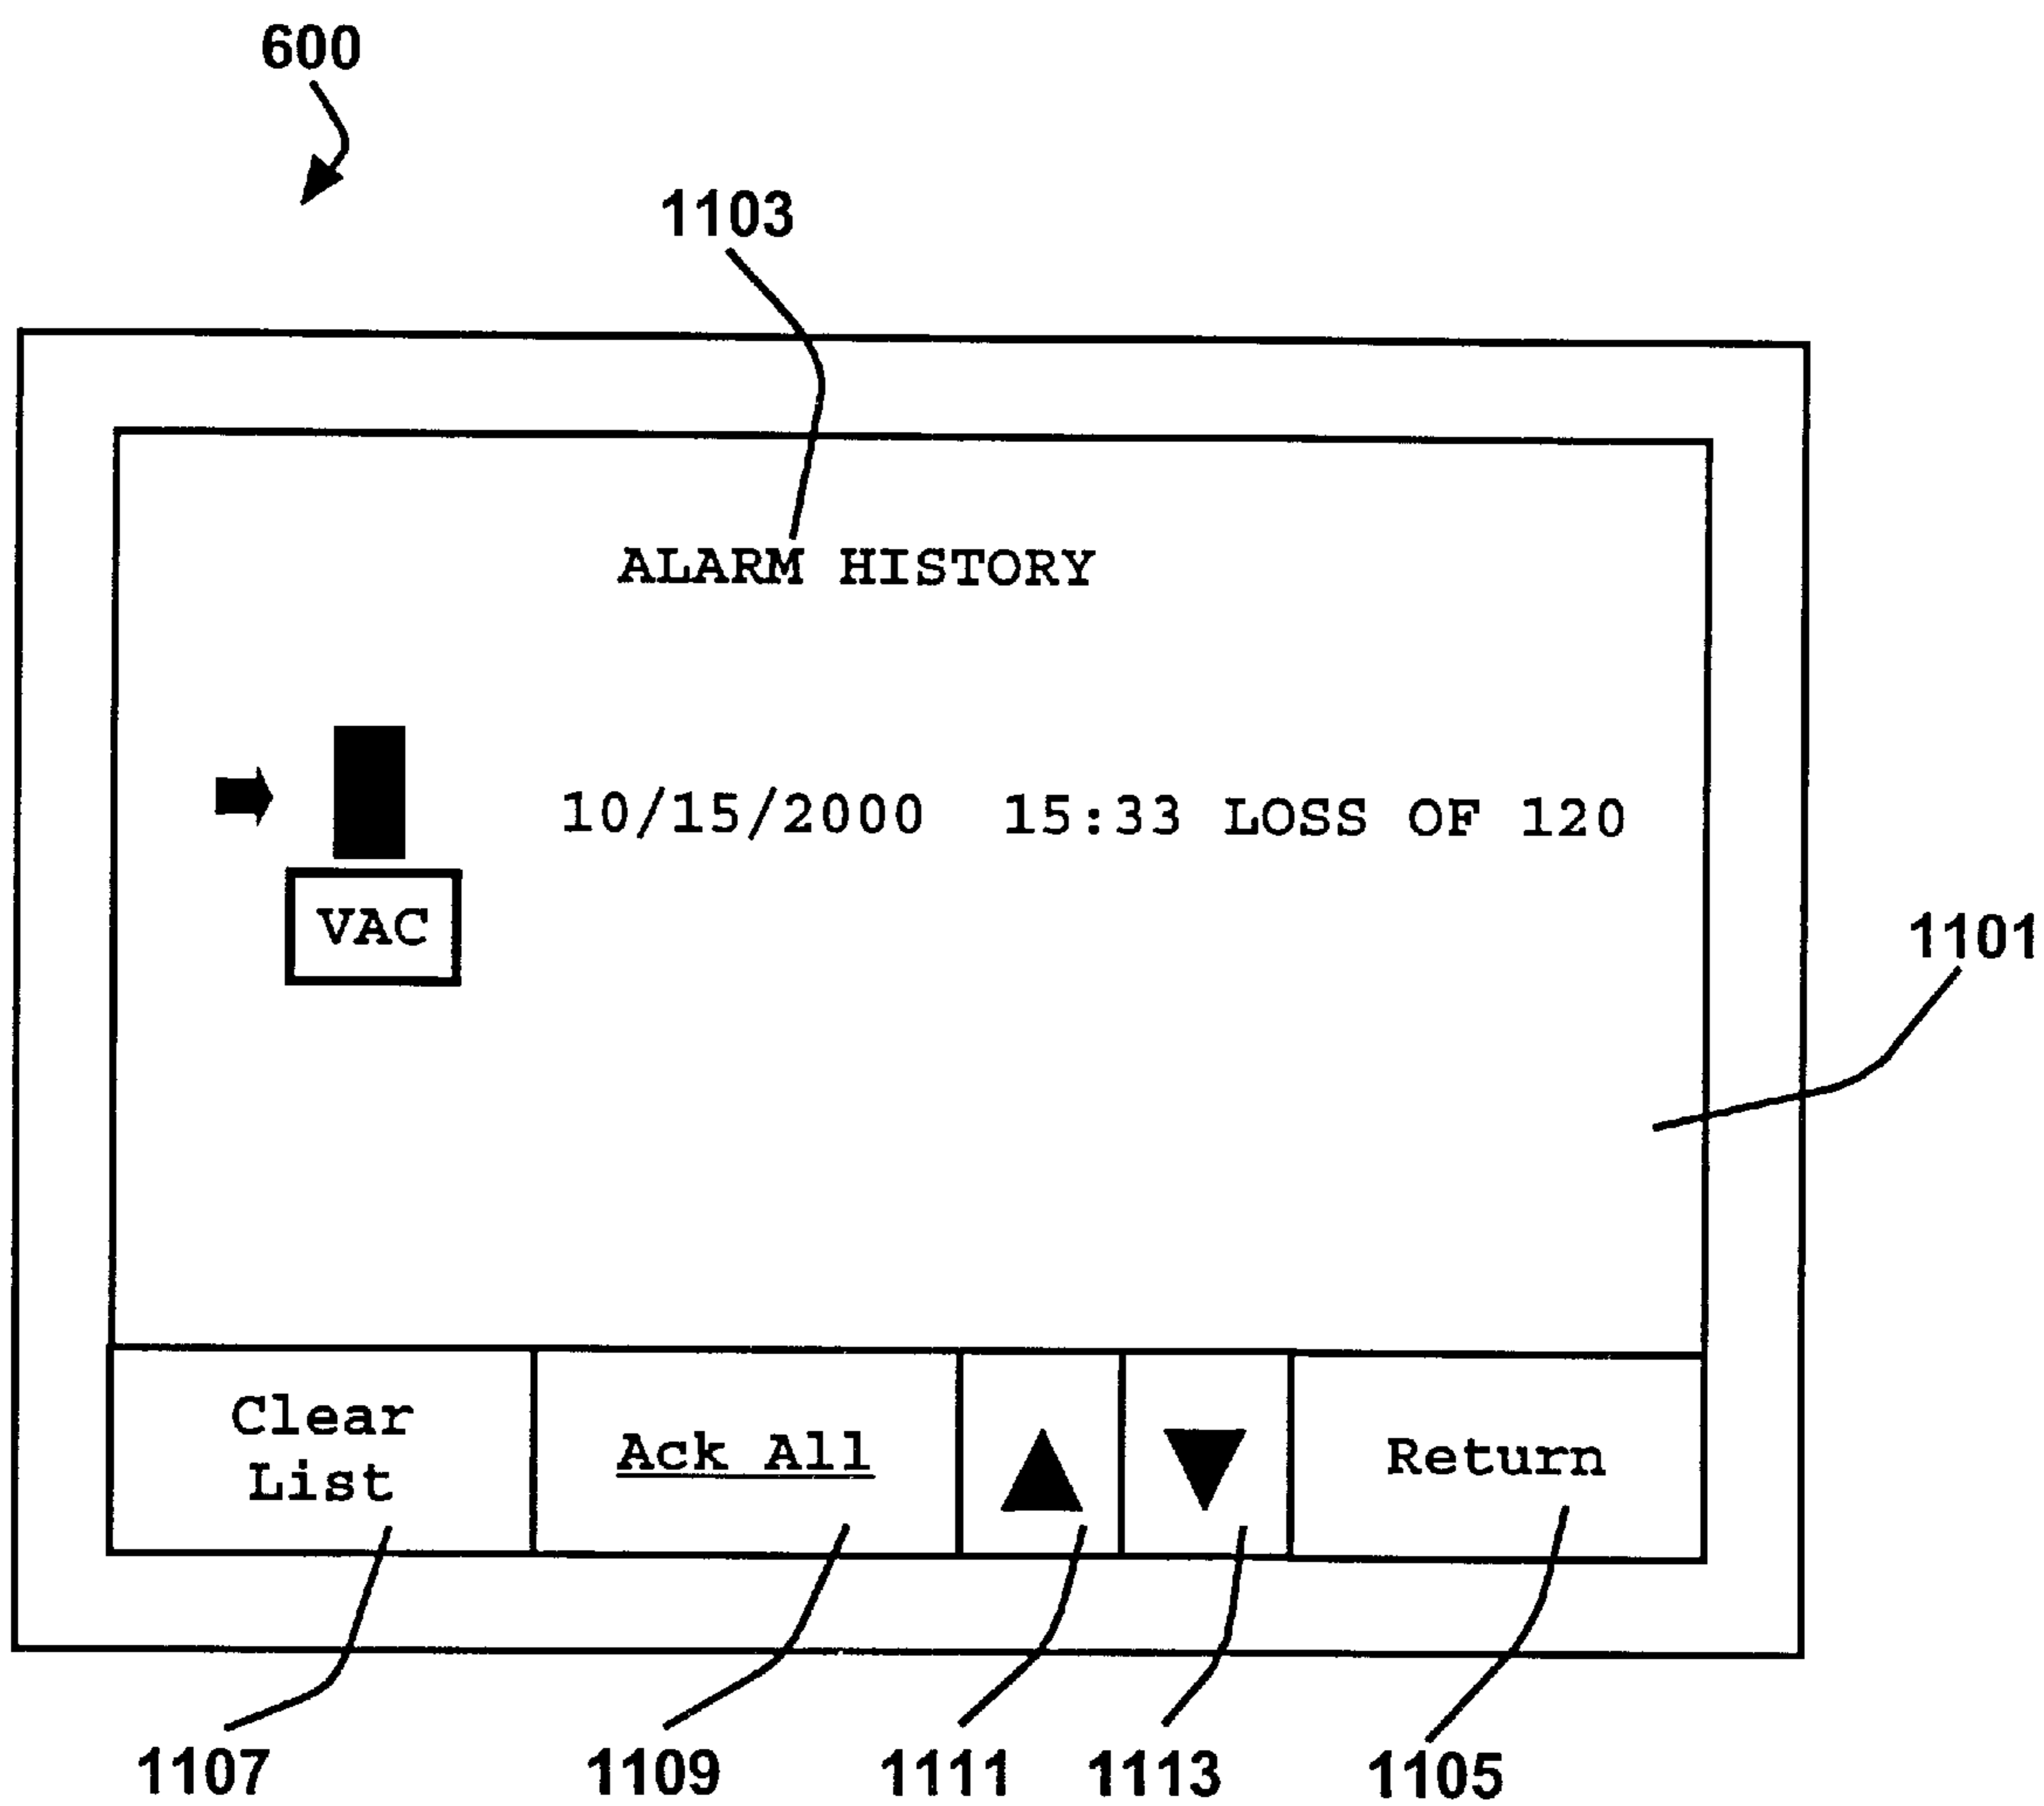 600
1103
ALARM HISTORY
10/15/2000 15:33 LOSS OF 120
VAC
1101
Clear
List
Ack All
Return
1107
1109
1111
1113
1105